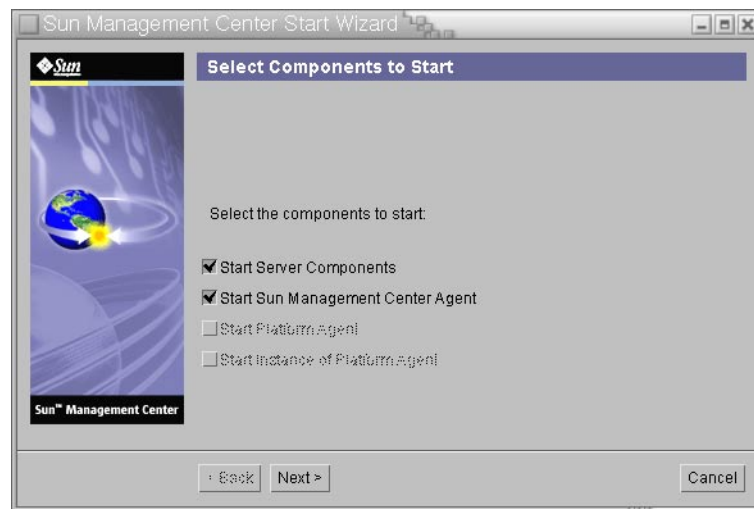 Sun Management Center Start Wizard
Sun
Select Components to Start
Select the components to start:
Start Server Components
Start Sun Management Center Agent
Start Platform Agent
Start Instance of Platform Agent
Sun™ Management Center
< Back
Next >
Cancel